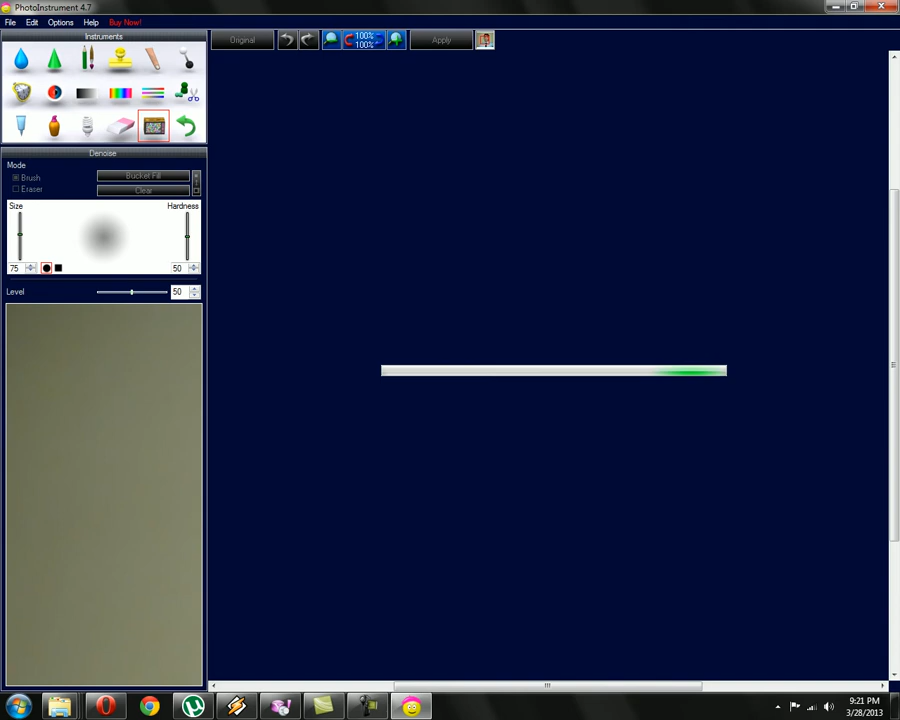 PhotoInstrument 4.7
File Edit Options Help Buy Now!
Instruments
Original
100%
100%
Apply
Denoise
Mode
Brush
Eraser
Bucket Fill
Clear
Size
Hardness
75
50
Level
50
9:21 PM
3/28/2013